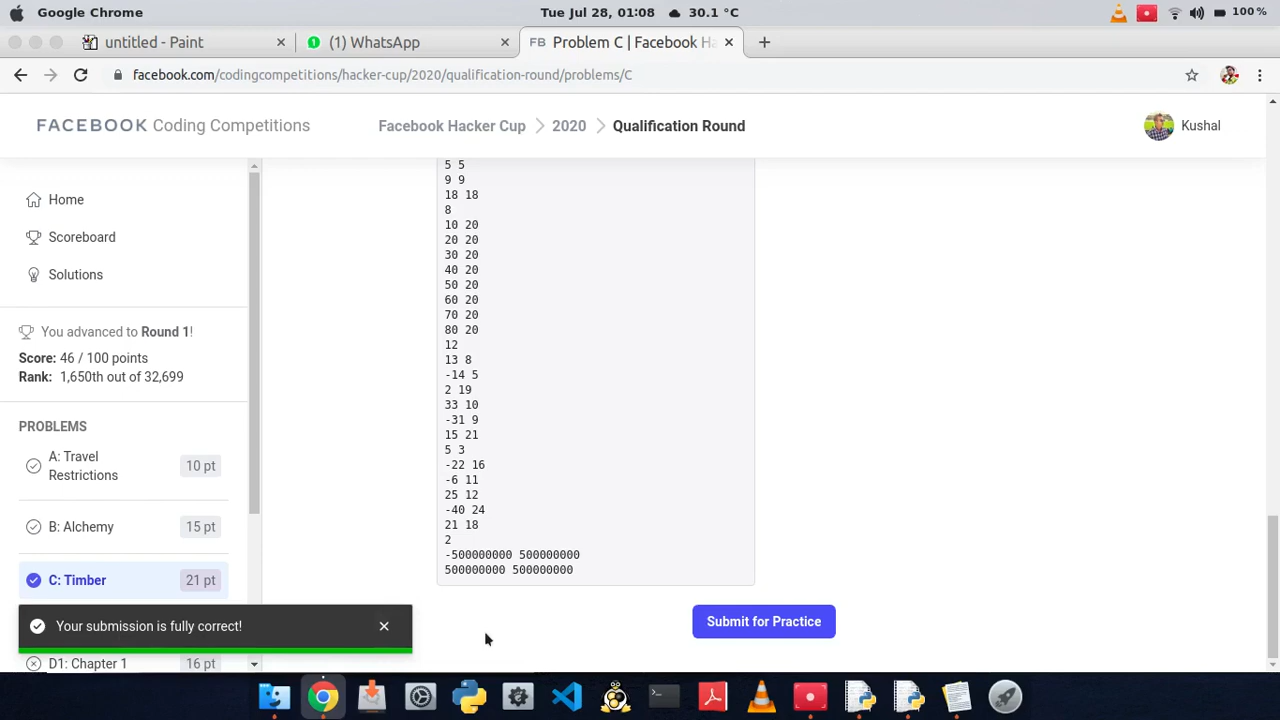 Google Chrome
Tue Jul 28, 01:08
30.1 °C
100 %
untitled - Paint
(1) WhatsApp
FB Problem C | Facebook Ha
facebook.com/codingcompetitions/hacker-cup/2020/qualification-round/problems/C
FACEBOOK Coding Competitions
Facebook Hacker Cup
2020
Qualification Round
Kushal
Home
Scoreboard
Solutions
You advanced to Round 1!
Score: 46 / 100 points
Rank: 1,650th out of 32,699
PROBLEMS
A: Travel
Restrictions
10 pt
B: Alchemy
15 pt
C: Timber
21 pt
Your submission is fully correct!
D1: Chapter 1
16 pt
5 5
9 9
18 18
8
10 20
20 20
30 20
40 20
50 20
60 20
70 20
80 20
12
13 8
-14 5
2 19
33 10
-31 9
15 21
5 3
-22 16
-6 11
25 12
-40 24
21 18
2
-500000000 500000000
500000000 500000000
Submit for Practice